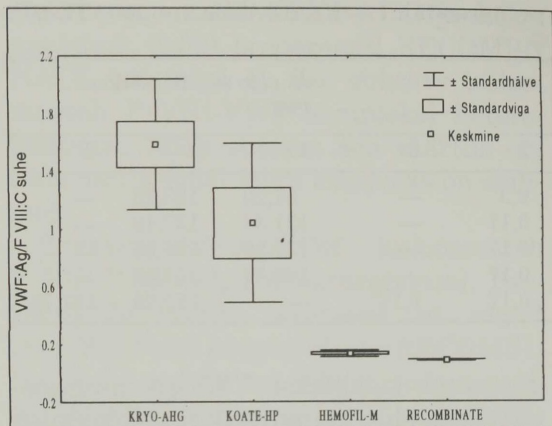 2.2
1.8
1.4
1
0.6
0.2
-0.2
VWF:Ag/F VIII:C suhe
± Standardhälve
± Standardviga
Keskmine
KRYO-AHG KOATE-HP HEMOFIL-M RECOMBINATE